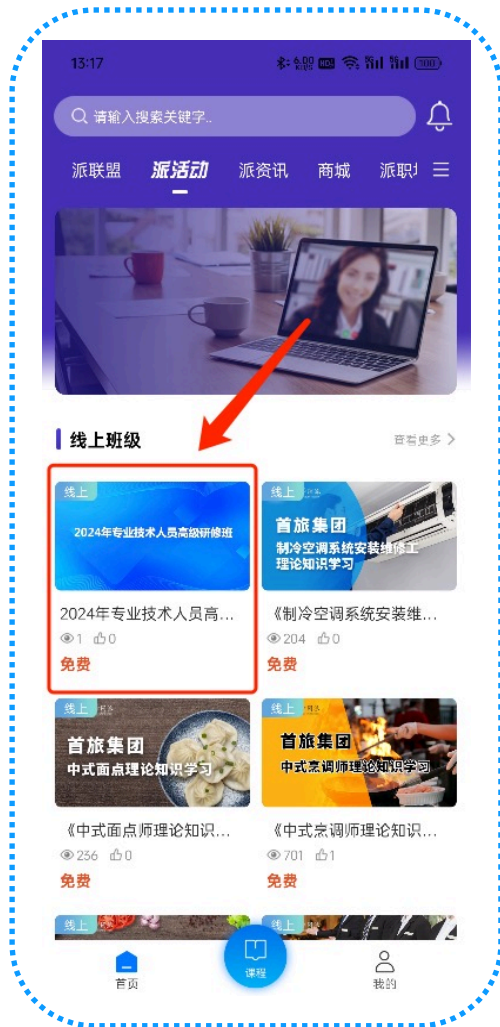 13:17
请输入搜索关键字..
派联盟 派活动 派资讯 商城 派职
线上班级
查看更多
线上
2024年专业技术人员高级研修班
2024年专业技术人员高...
1 0
免费
线上
首旅集团
制冷空调系统安装维修工
理论知识学习
《制冷空调系统安装维...
204 0
免费
线上
首旅集团
中式面点理论知识学习
《中式面点师理论知识...
236 0
免费
线上
首旅集团
中式烹调师理论知识学习
《中式烹调师理论知识...
701 1
免费
线上
线上
首页
课程
我的